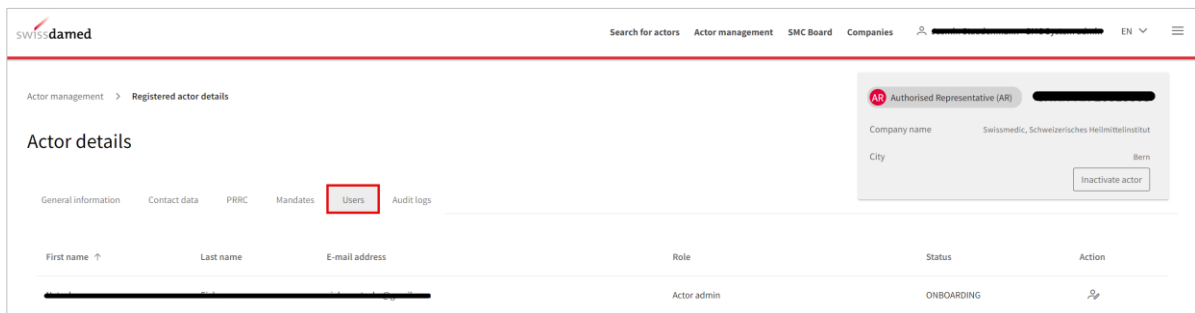 swissdamed
Search for actors Actor management SMC Board Companies EN
Actor management > Registered actor details
AR Authorised Representative (AR)
Actor details
Company name Swissmedic, Schweizerisches Heilmittelinstitut
City Bern
Inactivate actor
General information Contact data PRRC Mandates Users Audit logs
First name ↑ Last name E-mail address Role Status Action
Actor admin ONBOARDING